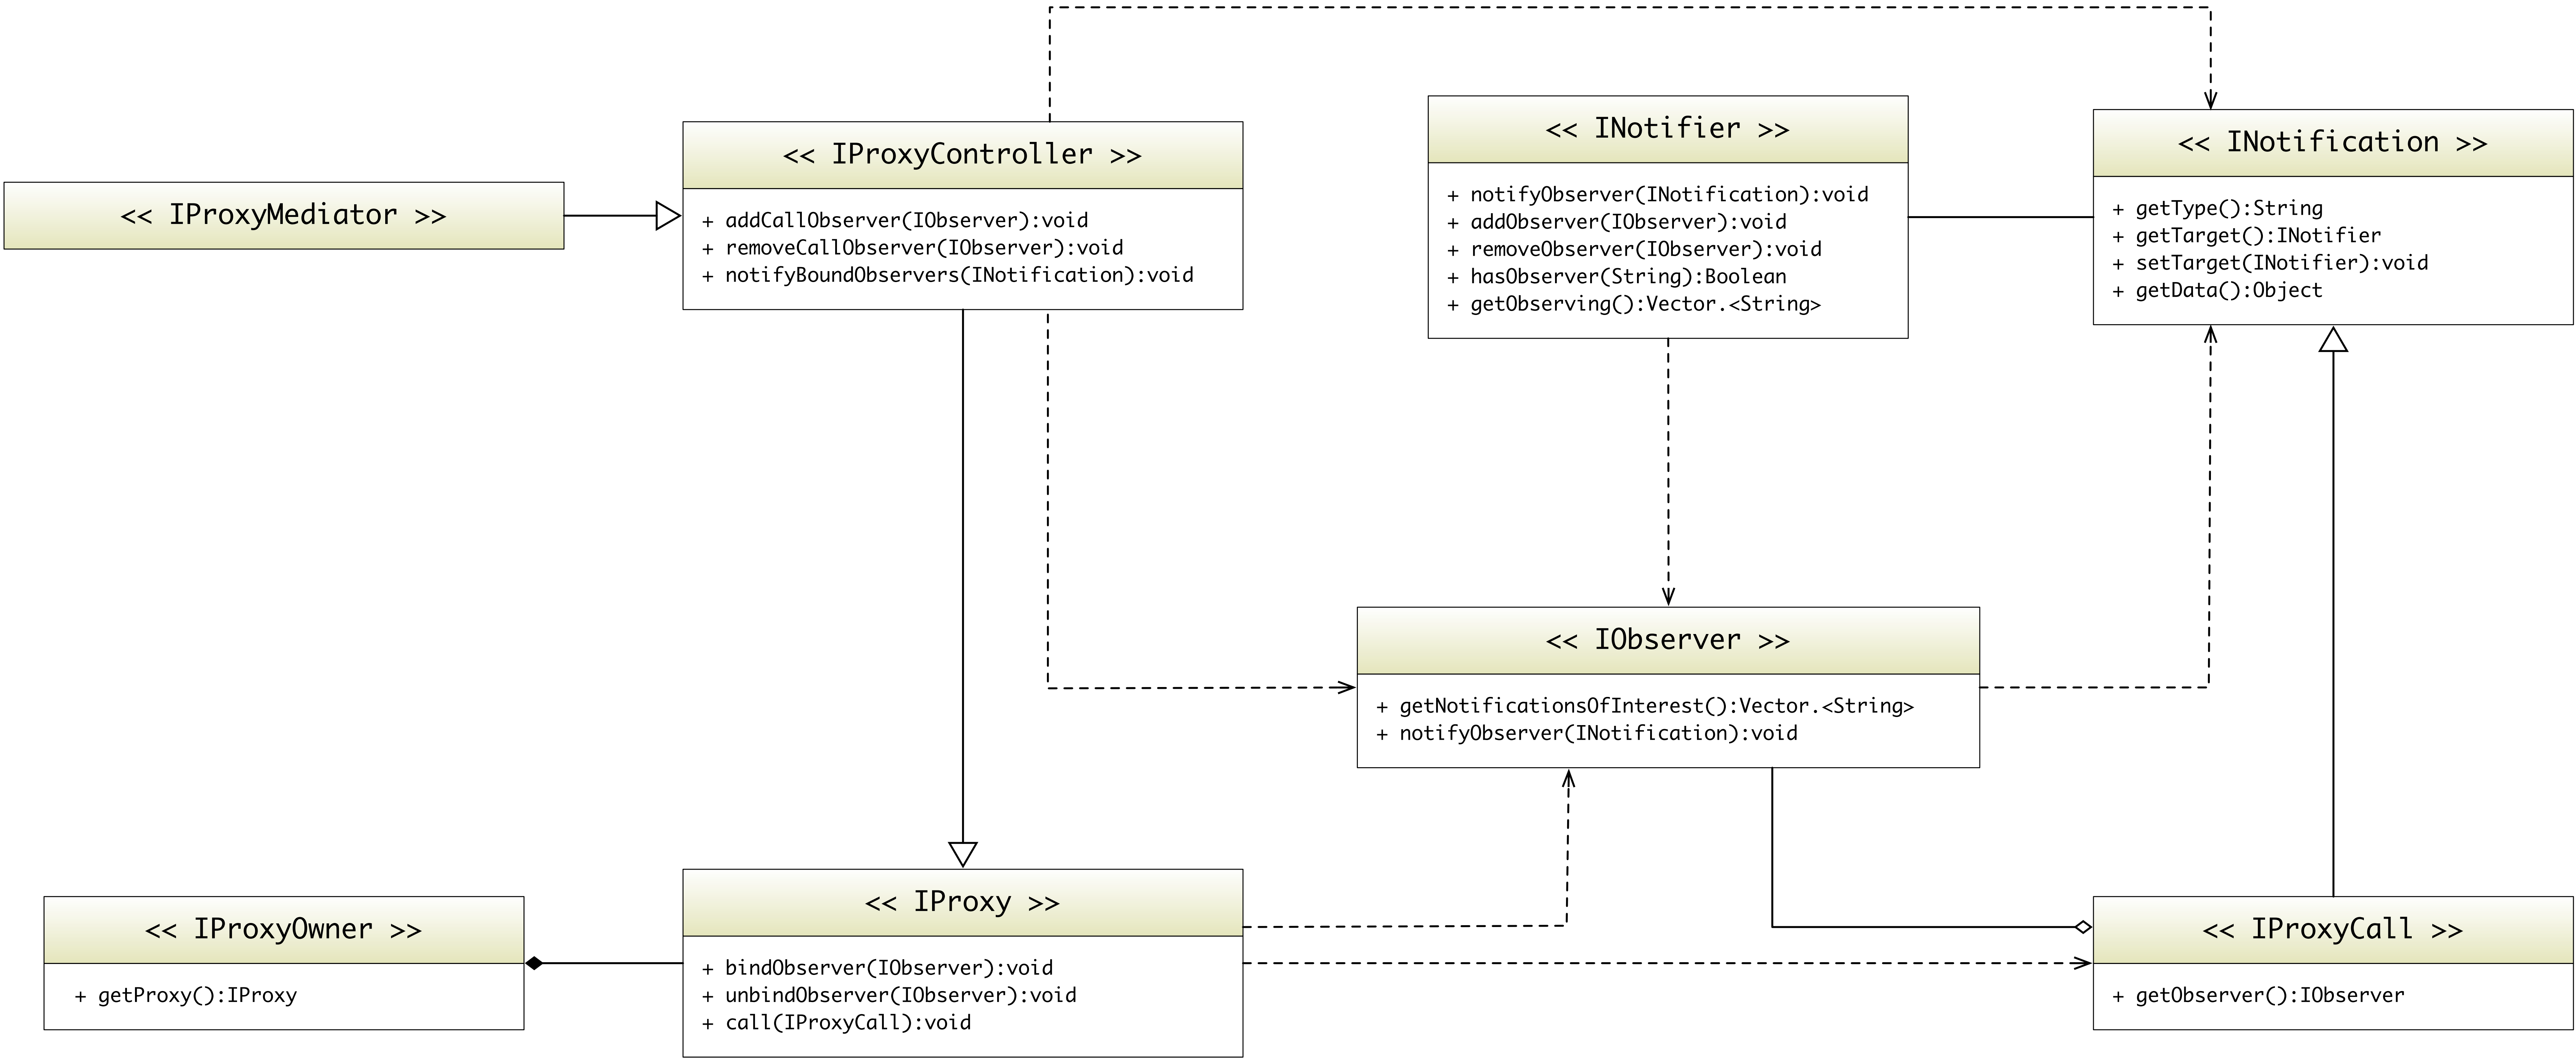 << IProxyMediator >>
<< IProxyController >>
+ addCallObserver(IObserver):void
+ removeCallObserver(IObserver):void
+ notifyBoundObservers(INotification):void
<< INotifier >>
+ notifyObserver(INotification):void
+ addObserver(IObserver):void
+ removeObserver(IObserver):void
+ hasObserver(String):Boolean
+ getObserving():Vector.<String>
<< INotification >>
+ getType():String
+ getTarget():INotifier
+ setTarget(INotifier):void
+ getData():Object
<< IObserver >>
+ getNotificationsOfInterest():Vector.<String>
+ notifyObserver(INotification):void
<< IProxyOwner >>
+ getProxy():IProxy
<< IProxy >>
+ bindObserver(IObserver):void
+ unbindObserver(IObserver):void
+ call(IProxyCall):void
<< IProxyCall >>
+ getObserver():IObserver